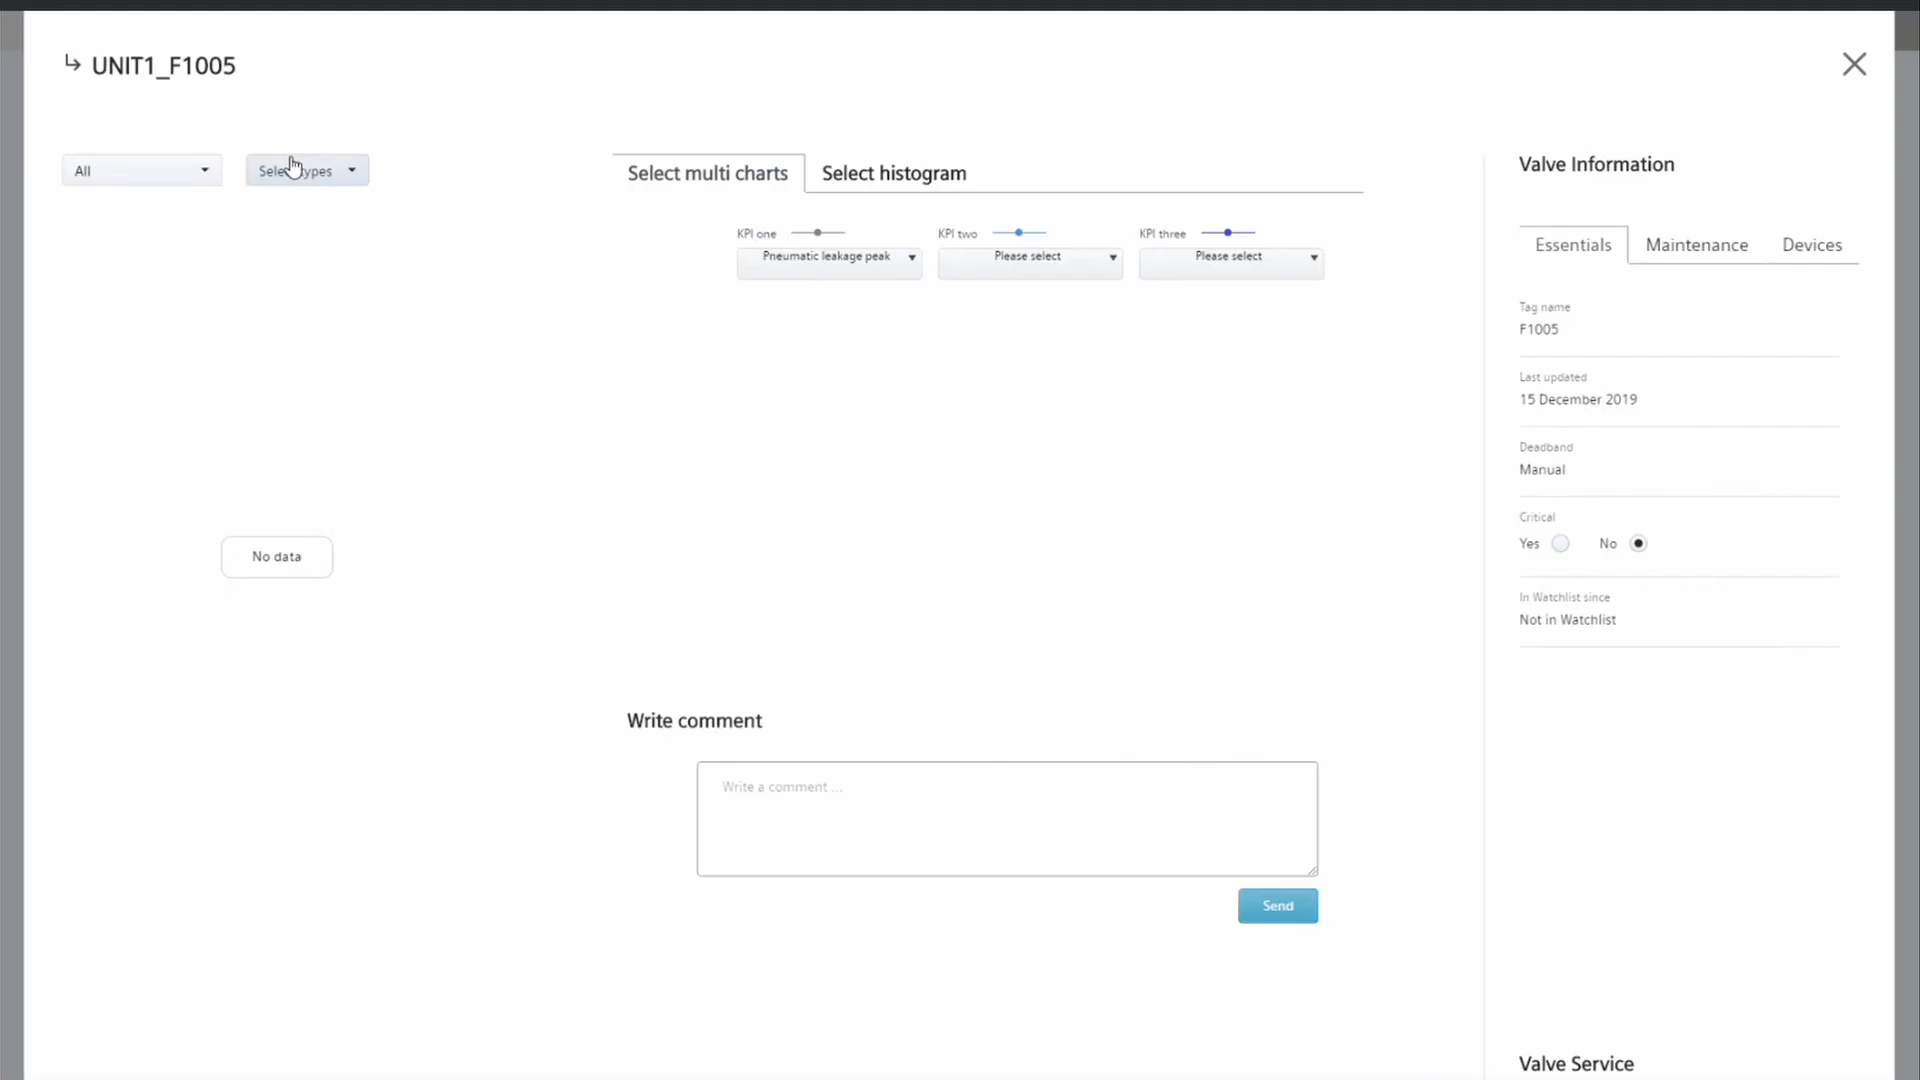 UNIT1_F1005
All
Select types
No data
Select multi charts
Select histogram
KPI one
Pneumatic leakage peak
KPI two
Please select
KPI three
Please select
Write comment
Write a comment ...
Send
Valve Information
Essentials
Maintenance
Devices
Tag name
F1005
Last updated
15 December 2019
Deadband
Manual
Critical
Yes
No
In Watchlist since
Not in Watchlist
Valve Service